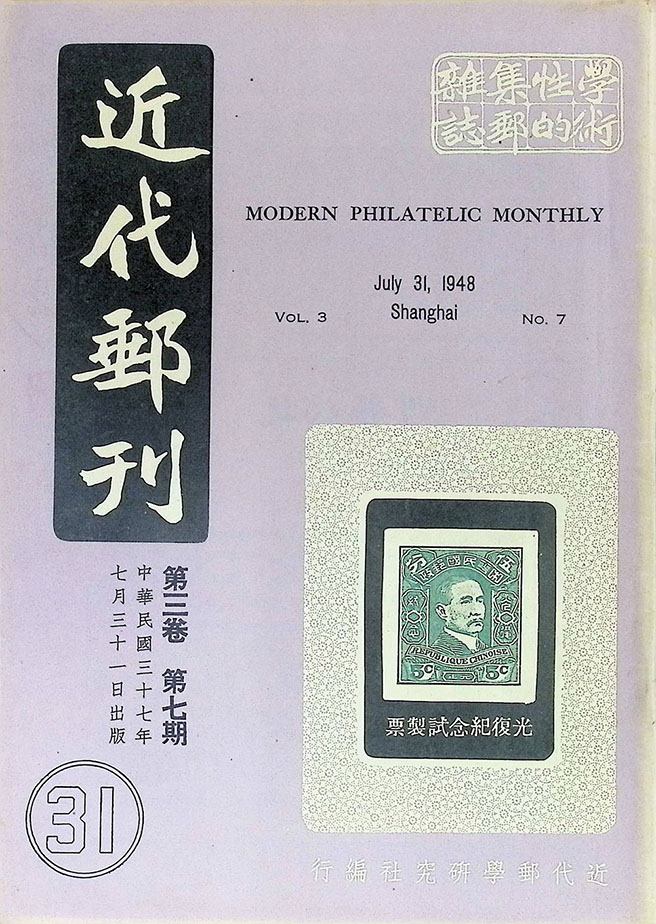 近代郵刊
學術
性的
集郵
雜誌
MODERN PHILATELIC MONTHLY
July 31, 1948
VOL. 3
Shanghai
NO. 7
第三卷 第七期
中華民國三十七年
七月三十一日出版
伍分
REPUBLIQUE CHINOISE
5C 5C
光復紀念試製票
31
近代郵學研究社編行